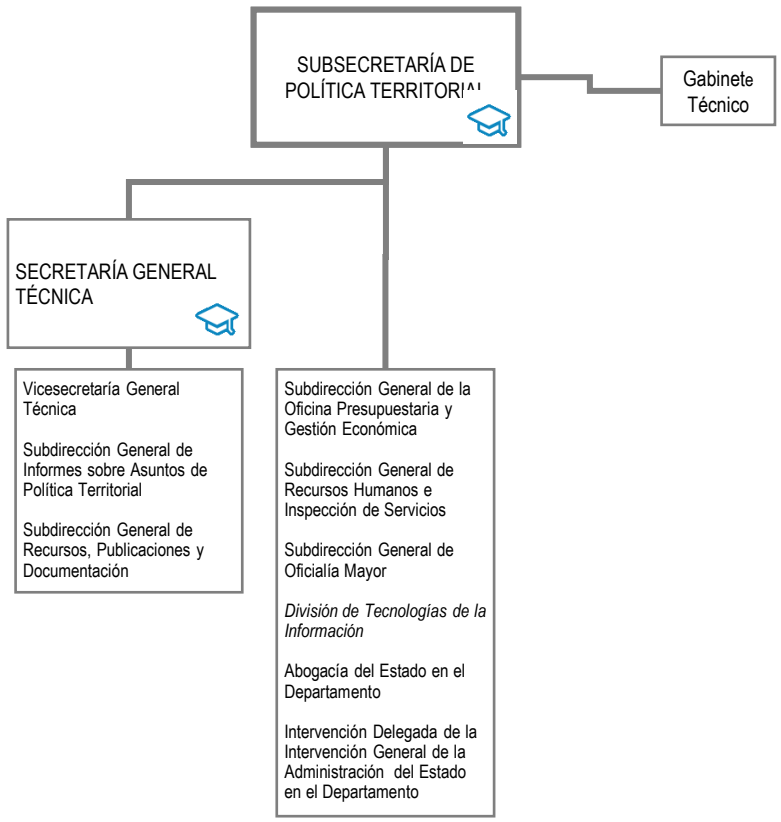 SUBSECRETARÍA DE
POLÍTICA TERRITORIAL
Gabinete
Técnico
SECRETARÍA GENERAL
TÉCNICA
Vicesecretaría General
Técnica
Subdirección General de
Informes sobre Asuntos de
Política Territorial
Subdirección General de
Recursos, Publicaciones y
Documentación
Subdirección General de la
Oficina Presupuestaria y
Gestión Económica
Subdirección General de
Recursos Humanos e
Inspección de Servicios
Subdirección General de
Oficialía Mayor
División de Tecnologías de la
Información
Abogacía del Estado en el
Departamento
Intervención Delegada de la
Intervención General de la
Administración del Estado
en el Departamento